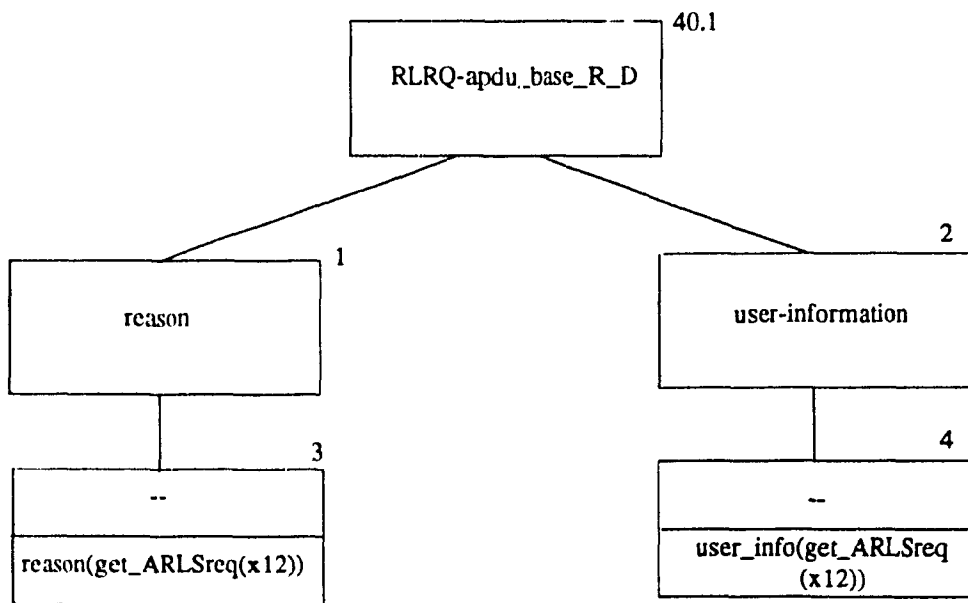 40.1
RLRQ-apdu_base_R_D
1
2
reason
user-information
3
4
--
--
reason(get_ARLSreq(x12))
user_info(get_ARLSreq
(x12))